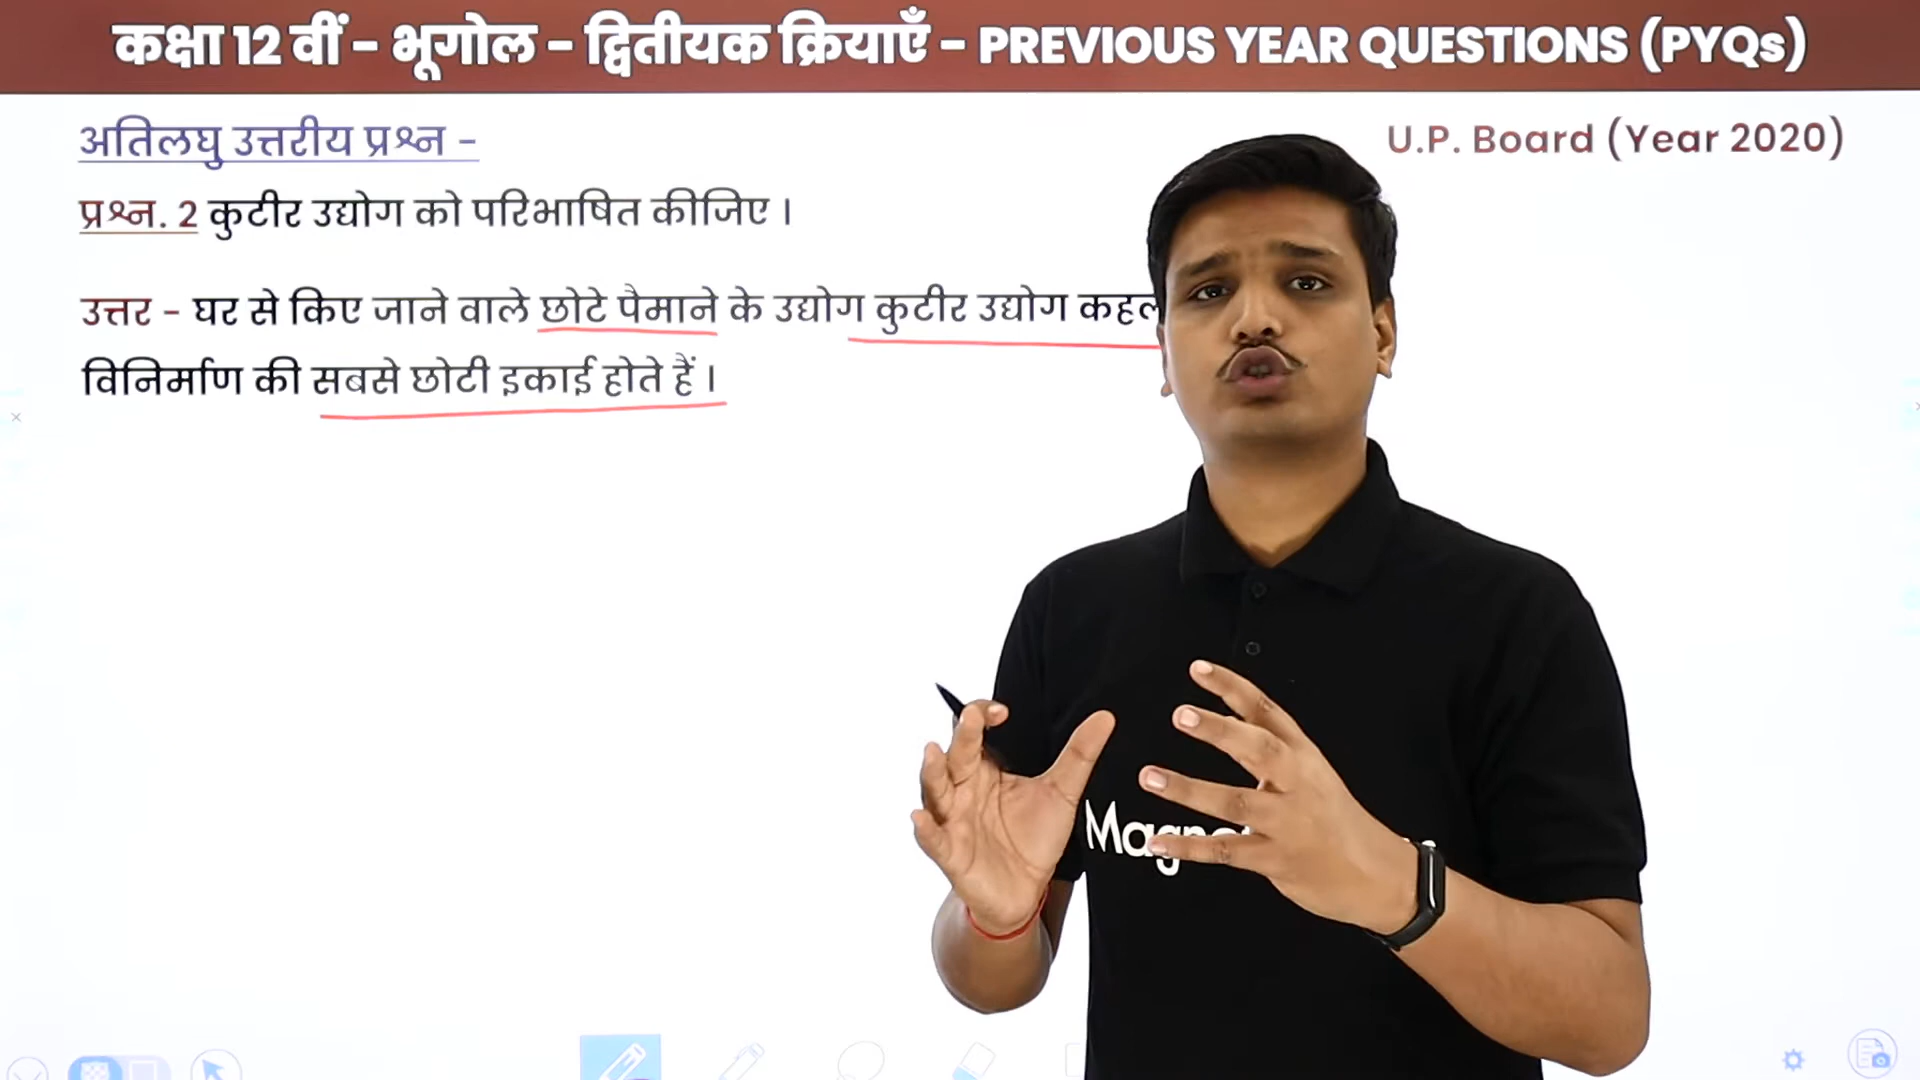 कक्षा 12 वीं - भूगोल - द्वितीयक क्रियाएँ - PREVIOUS YEAR QUESTIONS (PYQs)
अतिलघु उत्तरीय प्रश्न -
U.P. Board (Year 2020)
प्रश्न. 2 कुटीर उद्योग को परिभाषित कीजिए ।
उत्तर - घर से किए जाने वाले छोटे पैमाने के उद्योग कुटीर उद्योग
विनिर्माण की सबसे छोटी इकाई होते हैं ।